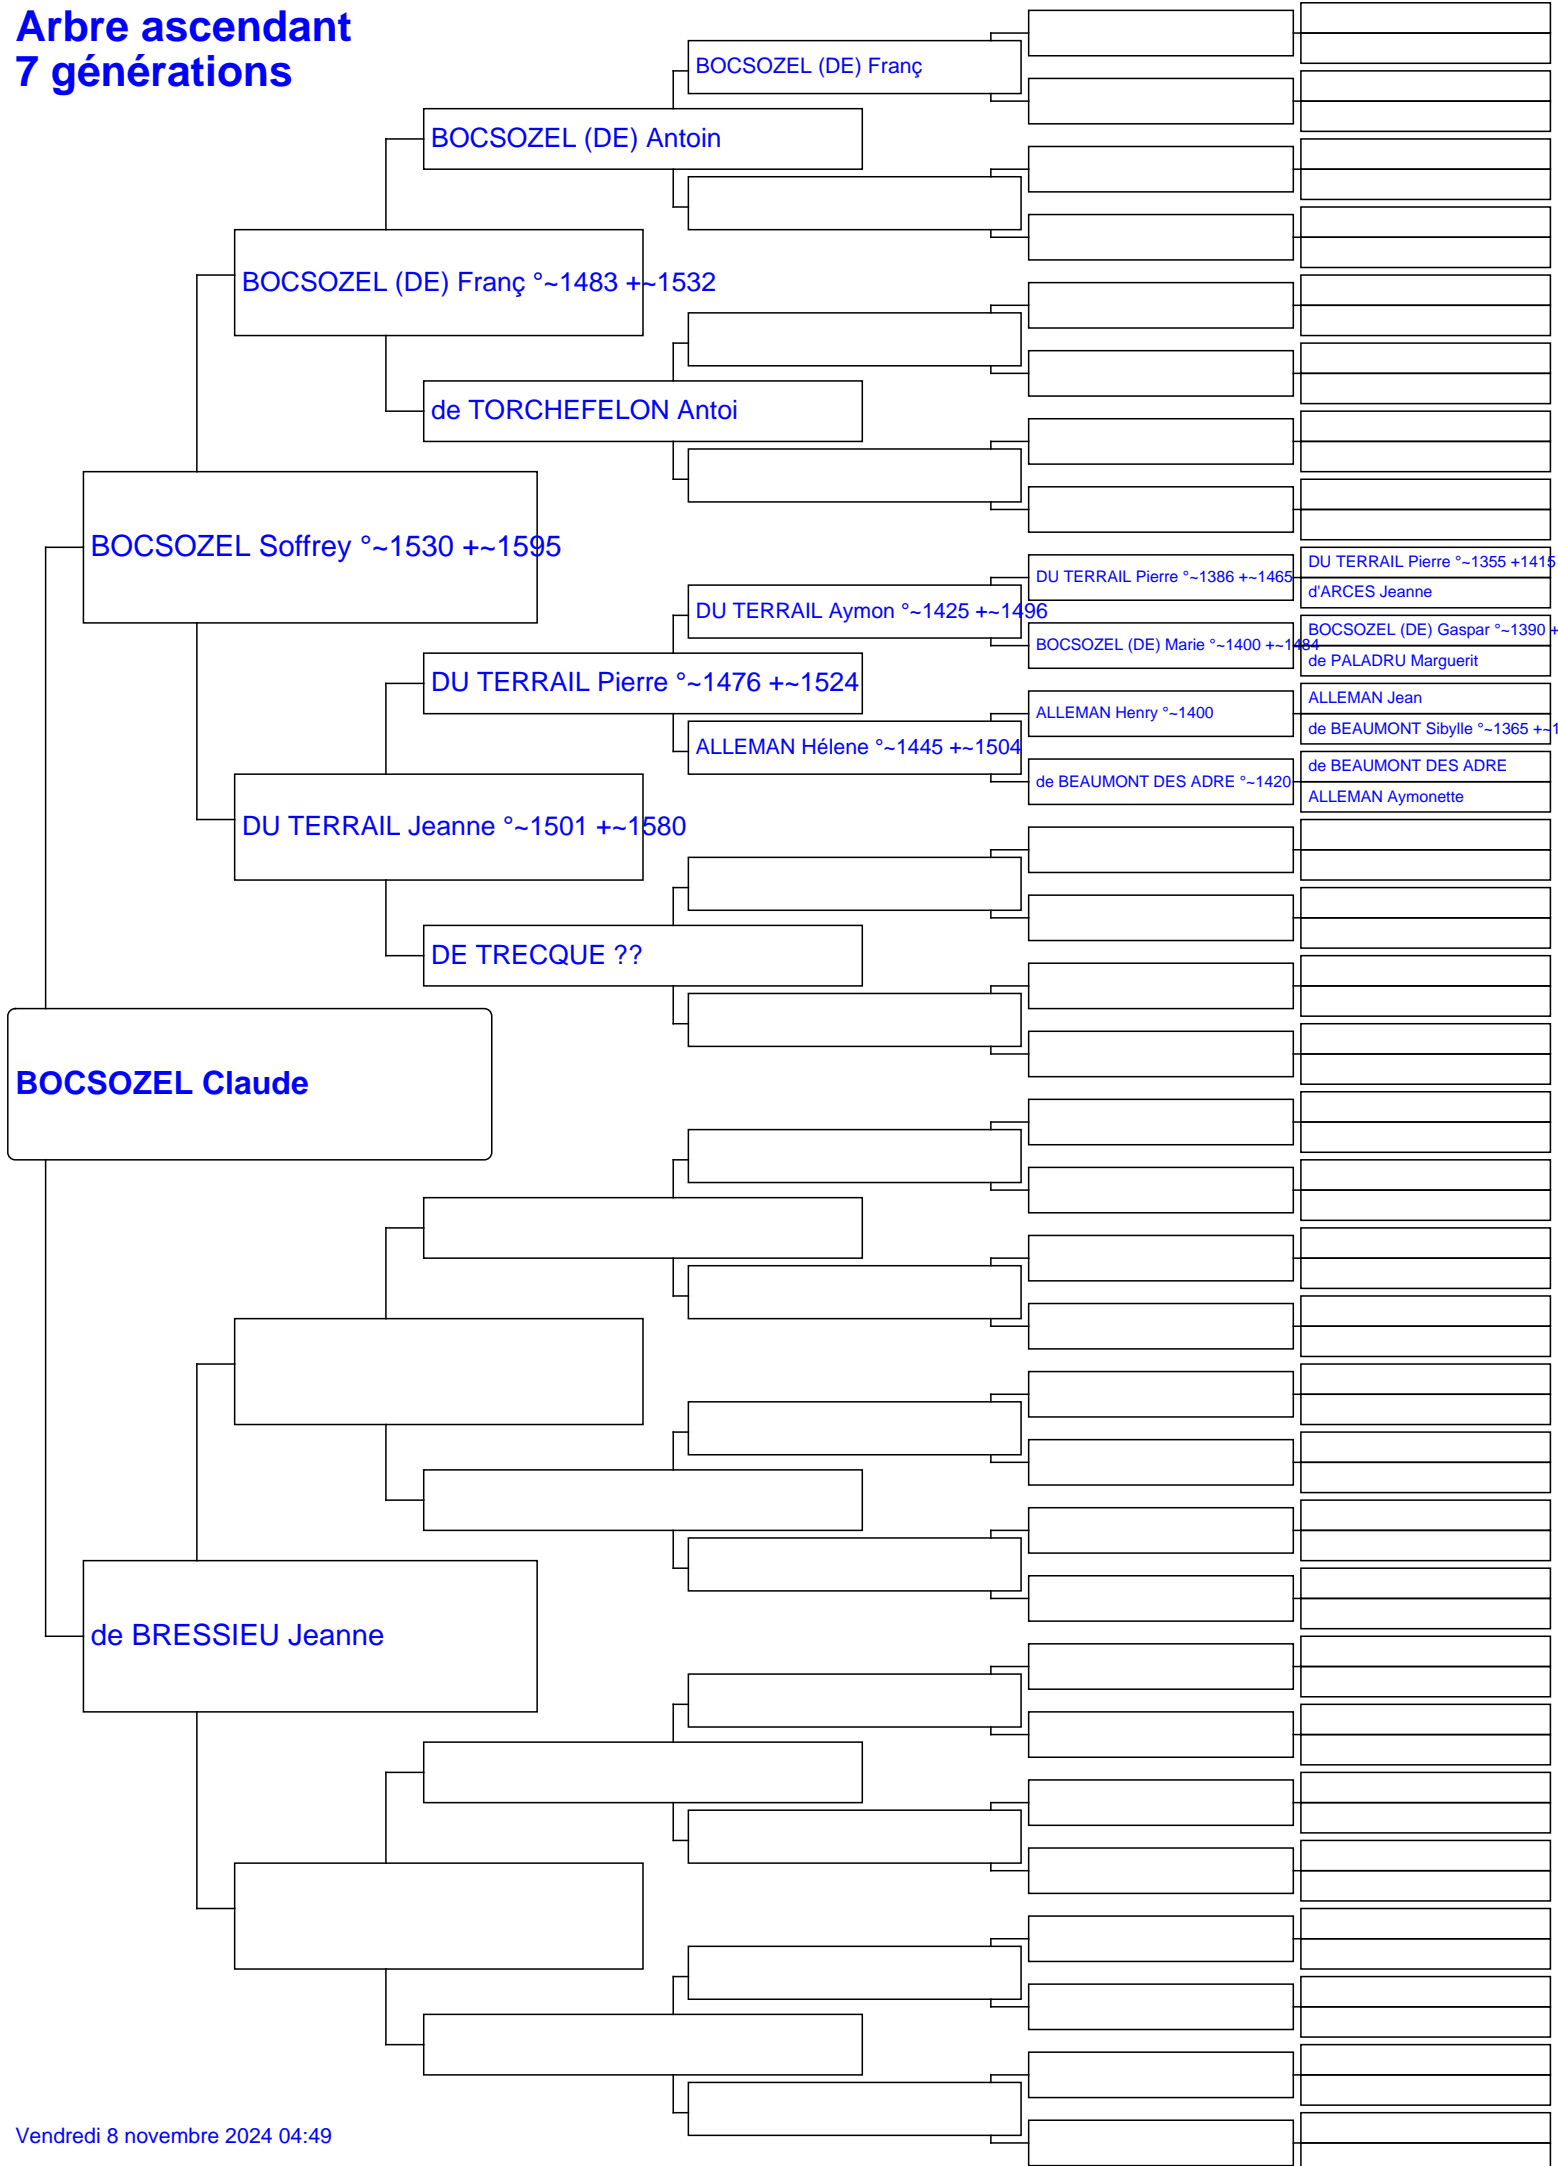 Arbre ascendant
7 générations
BOCSOZEL (DE) Franç
BOCSOZEL (DE) Antoin
BOCSOZEL (DE) Franç °~1483 +~1532
de TORCHEFELON Antoi
BOCSOZEL Soffrey °~1530 +~1595
DU TERRAIL Pierre °~1355 +1415
DU TERRAIL Pierre °~1386 +~1465
d'ARCES Jeanne
DU TERRAIL Aymon °~1425 +~1496
BOCSOZEL (DE) Gaspar °~1390 +
BOCSOZEL (DE) Marie °~1400 +~1484
de PALADRU Marguerit
DU TERRAIL Pierre °~1476 +~1524
ALLEMAN Jean
ALLEMAN Henry °~1400
de BEAUMONT Sibylle °~1365 +~1
ALLEMAN Hélene °~1445 +~1504
de BEAUMONT DES ADRE
de BEAUMONT DES ADRE °~1420
ALLEMAN Aymonette
DU TERRAIL Jeanne °~1501 +~1580
DE TRECQUE ??
BOCSOZEL Claude
de BRESSIEU Jeanne
Vendredi 8 novembre 2024 04:49